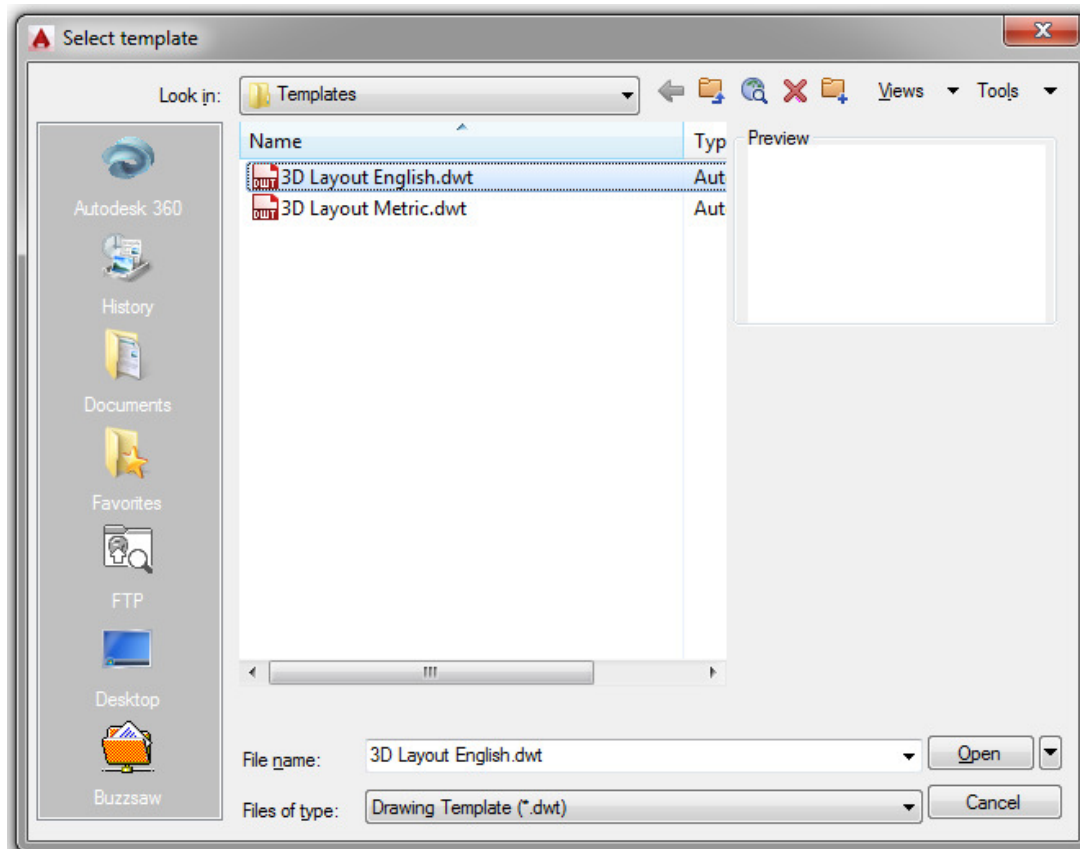 Select template
Look in: Templates Views Tools
Name Typ Preview
DWT 3D Layout English.dwt Aut
DWT 3D Layout Metric.dwt Aut
Autodesk 360
History
Documents
Favorites
FTP
Desktop
Buzzsaw
File name: 3D Layout English.dwt Open
Files of type: Drawing Template (*.dwt) Cancel